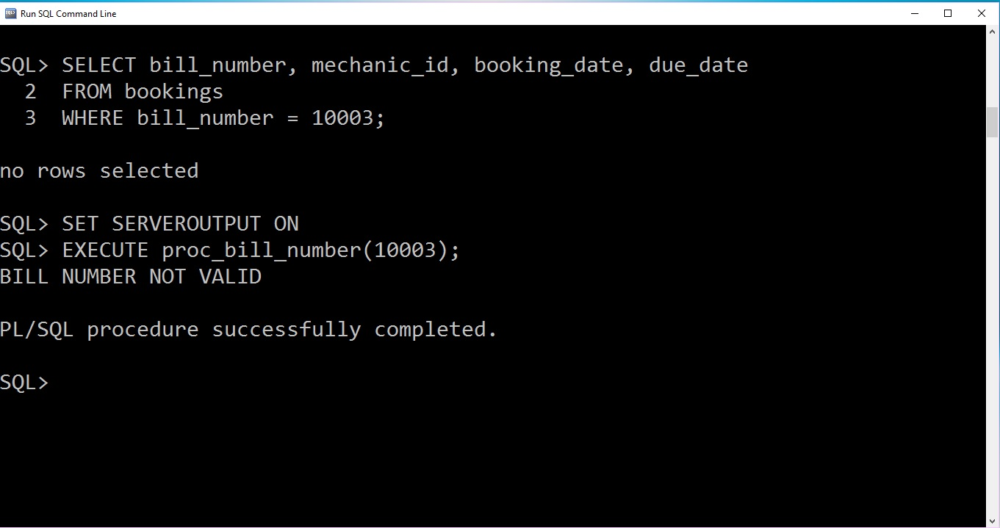 Run SQL Command Line
SQL> SELECT bill_number, mechanic_id, booking_date, due_date
2 FROM bookings
3 WHERE bill_number = 10003;
no rows selected
SQL> SET SERVEROUTPUT ON
SQL> EXECUTE proc_bill_number(10003);
BILL NUMBER NOT VALID
PL/SQL procedure successfully completed.
SQL>